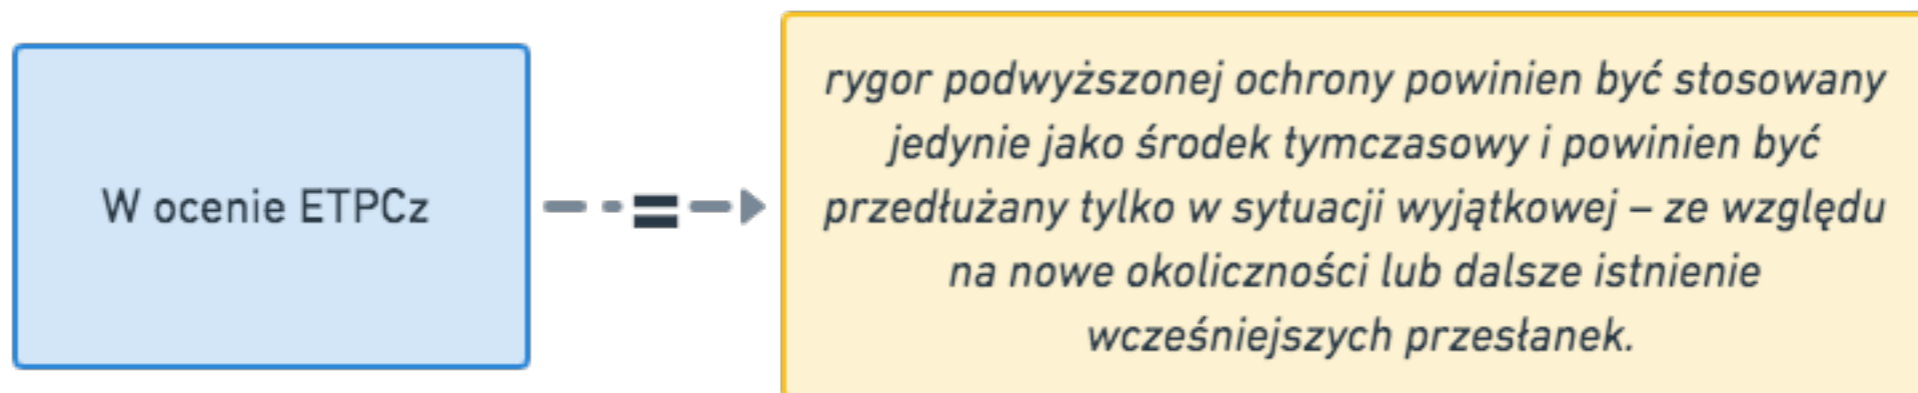 W ocenie ETPCz
=
rygor podwyższonej ochrony powinien być stosowany
jedynie jako środek tymczasowy i powinien być
przedłużany tylko w sytuacji wyjątkowej – ze względu
na nowe okoliczności lub dalsze istnienie
wcześniejszych przesłanek.